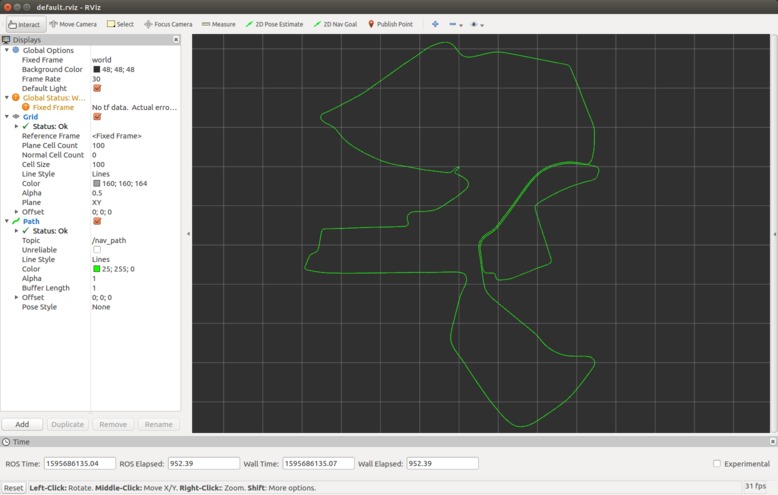 default.rviz - RViz
Interact Move Camera Select Focus Camera Measure 2D Pose Estimate 2D Nav Goal Publish Point
Displays
Global Options
Fixed Frame world
Background Color 48; 48; 48
Frame Rate 30
Default Light
Global Status: W...
Fixed Frame No tf data. Actual erro...
Grid
Status: Ok
Reference Frame <Fixed Frame>
Plane Cell Count 100
Normal Cell Count 0
Cell Size 100
Line Style Lines
Color 160; 160; 164
Alpha 0.5
Plane XY
Offset 0; 0; 0
Path
Status: Ok
Topic /nav_path
Unreliable
Line Style Lines
Color 25; 255; 0
Alpha 1
Buffer Length 1
Offset 0; 0; 0
Pose Style None
Add Duplicate Remove Rename
Time
ROS Time: 1595686135.04 ROS Elapsed: 952.39 Wall Time: 1595686135.07 Wall Elapsed: 952.39 Experimental
Reset Left-Click: Rotate. Middle-Click: Move X/Y. Right-Click:: Zoom. Shift: More options. 31 fps